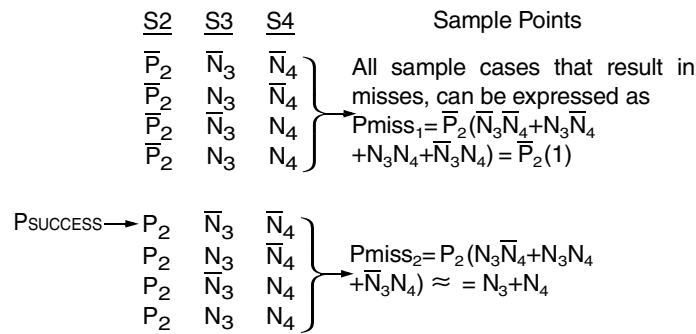 S2 S3 S4 Sample Points
P̅2 N̅3 N̅4
P̅2 N3 N̅4
P̅2 N̅3 N4
P̅2 N3 N4
All sample cases that result in
misses, can be expressed as
Pmiss1= P̅2(N̅3N̅4+N3N̅4
+N3N4+N̅3N4) = P̅2(1)
PSUCCESS P2 N̅3 N̅4
P2 N3 N̅4
P2 N̅3 N4
P2 N3 N4
Pmiss2= P2(N3N̅4+N3N4
+N̅3N4) ≈ = N3+N4